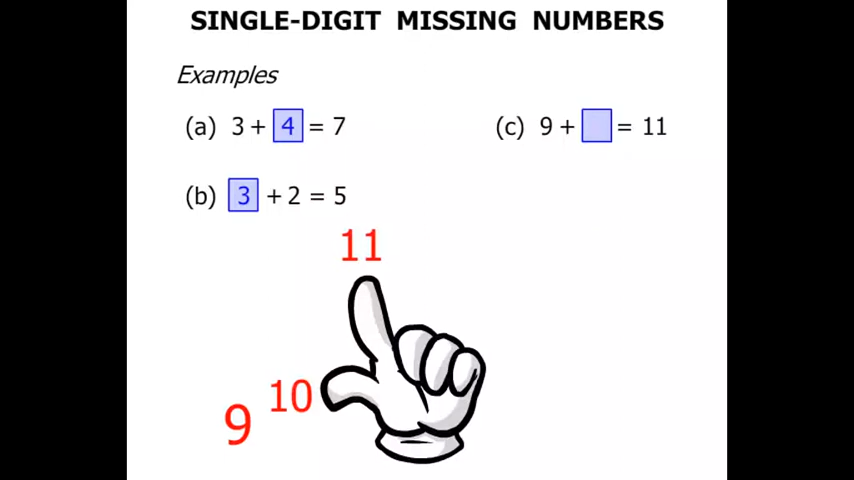 SINGLE-DIGIT MISSING NUMBERS
Examples
(a) 3 + 4 = 7
(c) 9 + = 11
(b) 3 + 2 = 5
11
10
9